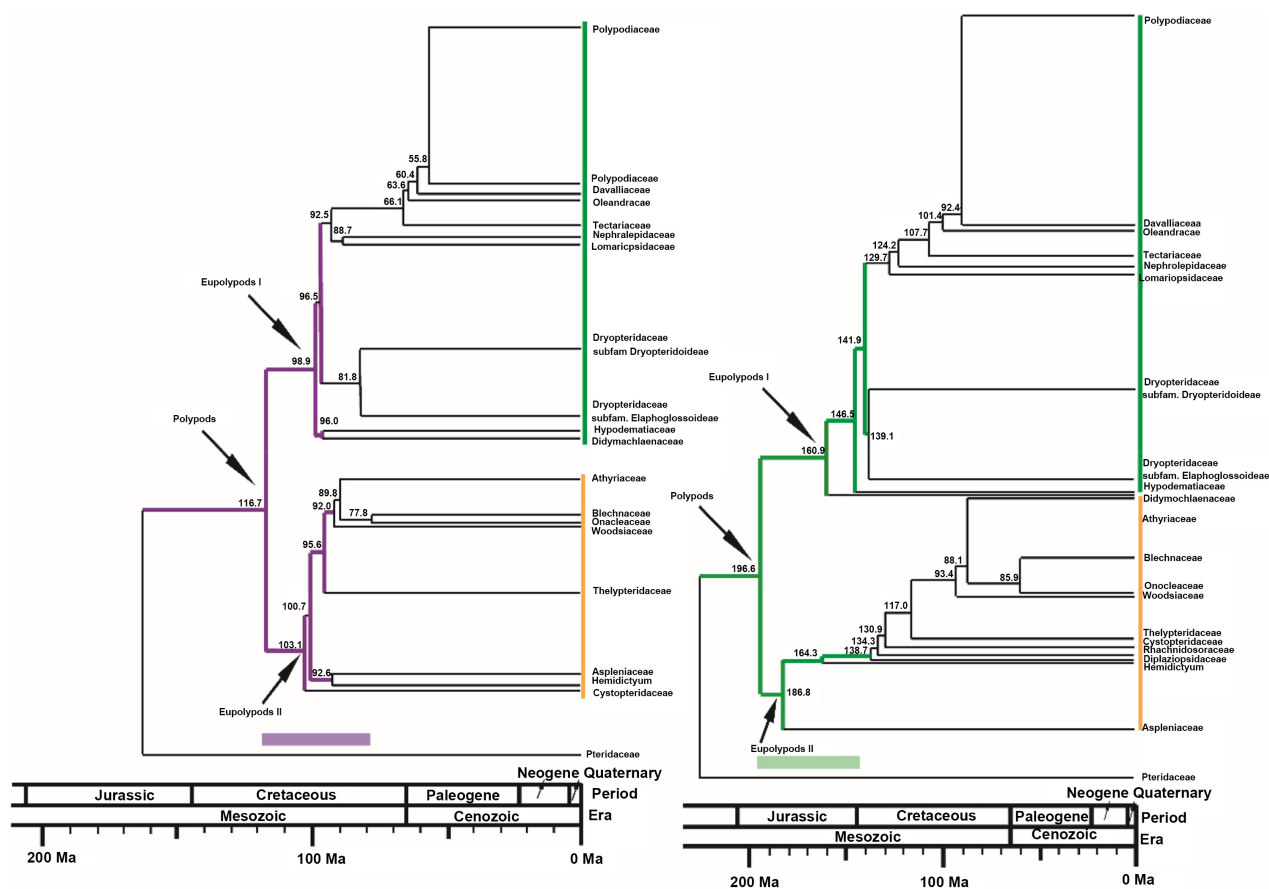 Polypodiaceae
55.8
60.4
Polypodiaceae
63.6
Davalliaceae
66.1
Oleandracae
92.5
Tectariaceae
88.7
Nephralepidaceae
Lomaricpsidaceae
Eupolypods I
96.5
Dryopteridaceae
subfam Dryopteridoideae
98.9
81.8
Dryopteridaceae
subfam. Elaphoglossoideae
96.0
Hypodematiaceae
Didymachlaenaceae
Polypods
Athyriaceae
89.8
116.7
92.0
77.8
Blechnaceae
Onacleaceae
Woodsiaceae
95.6
Thelypteridaceae
100.7
103.1
92.6
Aspleniaceae
Hemidictyum
Cystopteridaceae
Eupolypods II
Pteridaceae
Neogene Quaternary
Jurassic Cretaceous Paleogene Period
Mesozoic Cenozoic Era
200 Ma 100 Ma 0 Ma
Polypodiaceae
92.4
101.4
Davalliaceaa
107.7
Oleandracae
124.2
Tectariaceae
129.7
Nephrolepidaceae
Lomariopsidaceae
141.9
Eupolypods I
Dryopteridaceae
subfam. Dryopteridoideae
146.5
139.1
160.9
Dryopteridaceae
subfam. Elaphoglossoideae
Hypodematiaceae
Polypods
Didymochlaenaceae
Athyriaceae
88.1
Blechnaceae
196.6
93.4
85.9
Onocleaceae
Woodsiaceae
117.0
130.9
Thelypteridaceae
134.3
Cystopteridaceae
164.3
138.7
Rhachnidosoraceae
Diplaziopsidaceae
Hemidictyum
186.8
Aspleniaceae
Eupolypods II
Pteridaceae
Neogene Quaternary
Jurassic Cretaceous Paleogene Period
Mesozoic Cenozoic Era
200 Ma 100 Ma 0 Ma